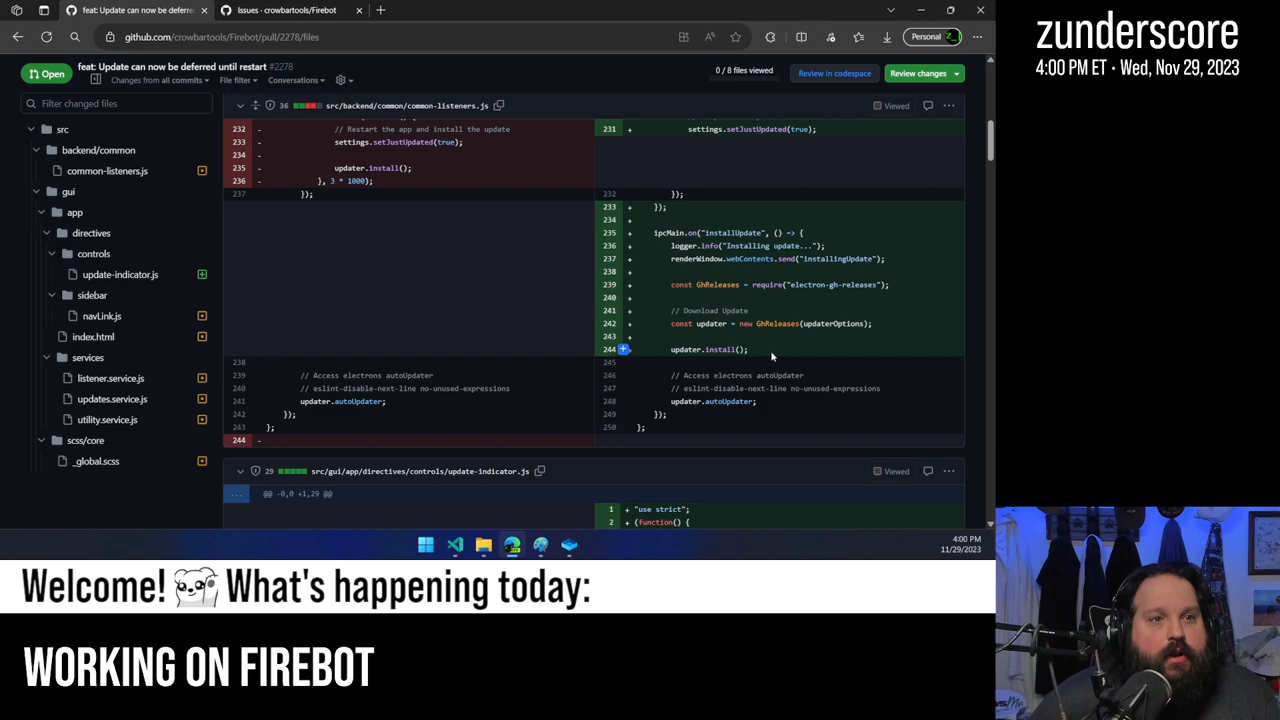 feat: Update can now be deferre
Issues · crowbartools/Firebot
github.com/crowbartools/Firebot/pull/2278/files
Personal
zunderscore
4:00 PM ET · Wed, Nov 29, 2023
Open
feat: Update can now be deferred until restart #2278
Changes from all commits
File filter
Conversations
0 / 8 files viewed
Review in codespace
Review changes
Filter changed files
src
backend/common
common-listeners.js
gui
app
directives
controls
update-indicator.js
sidebar
navLink.js
index.html
services
listener.service.js
updates.service.js
utility.service.js
scss/core
_global.scss
36 src/backend/common/common-listeners.js
Viewed
232 - // Restart the app and install the update
233 - settings.setJustUpdated(true);
234 -
235 - updater.install();
236 - }, 3 * 1000);
237 });
238
239 // Access electrons autoUpdater
240 // eslint-disable-next-line no-unused-expressions
241 updater.autoUpdater;
242 });
243 };
244 -
231 + settings.setJustUpdated(true);
232 });
233 + });
234 +
235 + ipcMain.on("installUpdate", () => {
236 + logger.info("Installing update...");
237 + renderWindow.webContents.send("installingUpdate");
238 +
239 + const GhReleases = require("electron-gh-releases");
240 +
241 + // Download Update
242 + const updater = new GhReleases(updaterOptions);
243 +
244 + updater.install();
245
246 // Access electrons autoUpdater
247 // eslint-disable-next-line no-unused-expressions
248 updater.autoUpdater;
249 });
250 };
29 src/gui/app/directives/controls/update-indicator.js
Viewed
... @@ -0,0 +1,29 @@
1 + "use strict";
2 + (function() {
4:00 PM
11/29/2023
Welcome! What's happening today:
WORKING ON FIREBOT